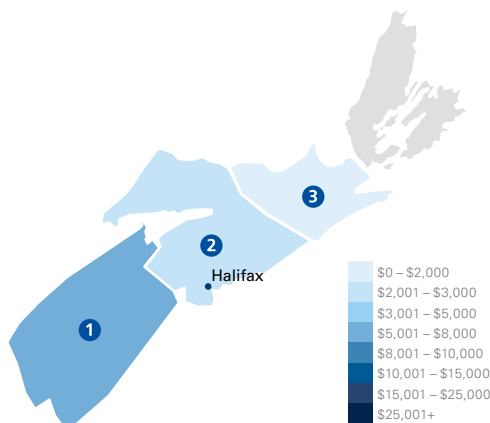 3
2
Halifax
1
$0 – $2,000
$2,001 – $3,000
$3,001 – $5,000
$5,001 – $8,000
$8,001 – $10,000
$10,001 – $15,000
$15,001 – $25,000
$25,001+